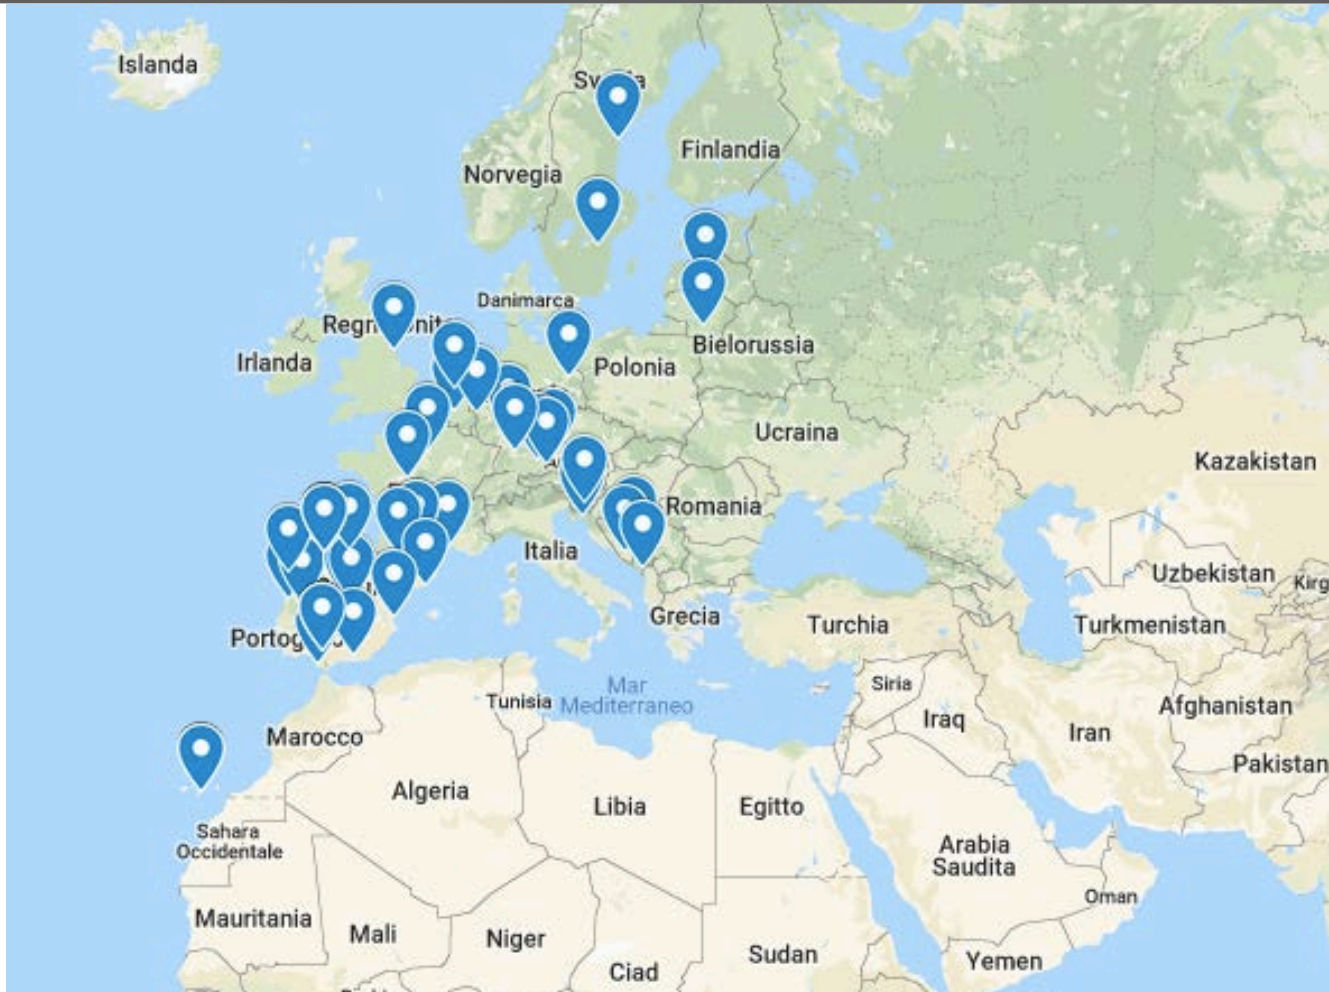 Islanda
Finlandia
Norvegia
Danimarca
Irlanda
Bielorussia
Polonia
Ucraina
Kazakistan
Romania
Italia
Uzbekistan
Kirg
Grecia
Turchia
Turkmenistan
Siria
Mar
Mediterraneo
Tunisia
Afghanistan
Iraq
Iran
Marocco
Pakistan
Algeria
Libia
Egitto
Sahara
Occidentale
Arabia
Saudita
Oman
Mauritania
Mali
Niger
Sudan
Yemen
Ciad